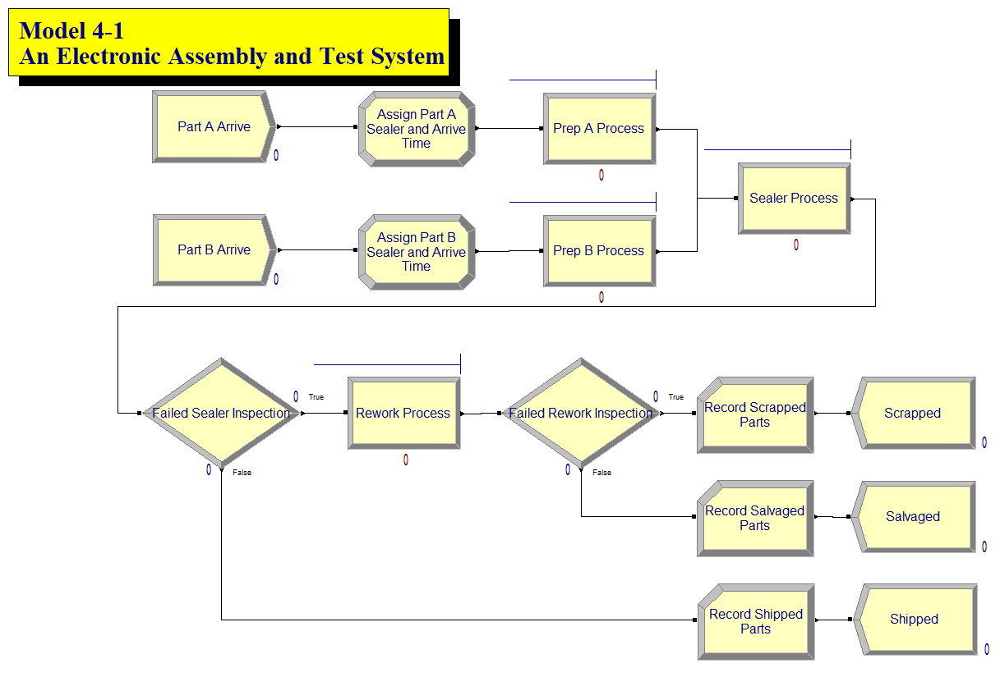 Model 4-1
An Electronic Assembly and Test System
Part A Arrive
0
Assign Part A
Sealer and Arrive
Time
Prep A Process
0
Part B Arrive
0
Assign Part B
Sealer and Arrive
Time
Prep B Process
0
Sealer Process
0
Failed Sealer Inspection
0
True
0
False
Rework Process
0
Failed Rework Inspection
0
True
0
False
Record Scrapped
Parts
Scrapped
0
Record Salvaged
Parts
Salvaged
0
Record Shipped
Parts
Shipped
0